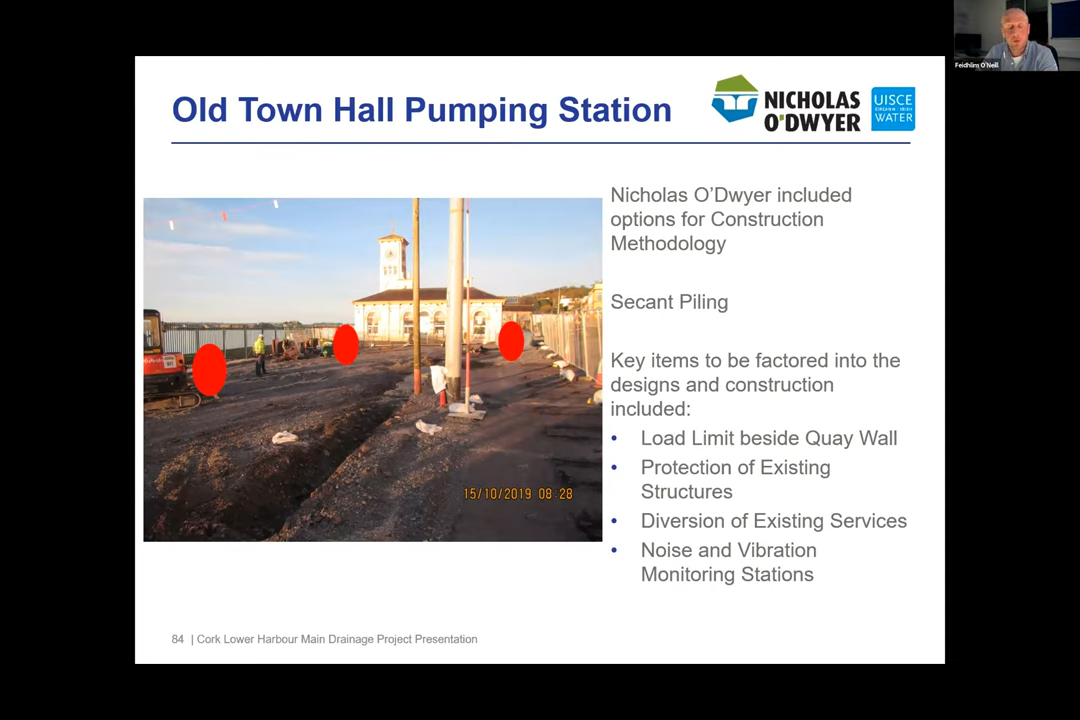 Feidhlim O'Neill
Old Town Hall Pumping Station
NICHOLAS
O'DWYER
UISCE
ÉIREANN : IRISH
WATER
Nicholas O’Dwyer included
options for Construction
Methodology
Secant Piling
Key items to be factored into the
designs and construction
included:
• Load Limit beside Quay Wall
• Protection of Existing
Structures
• Diversion of Existing Services
• Noise and Vibration
Monitoring Stations
15/10/2019 08 28
84 | Cork Lower Harbour Main Drainage Project Presentation